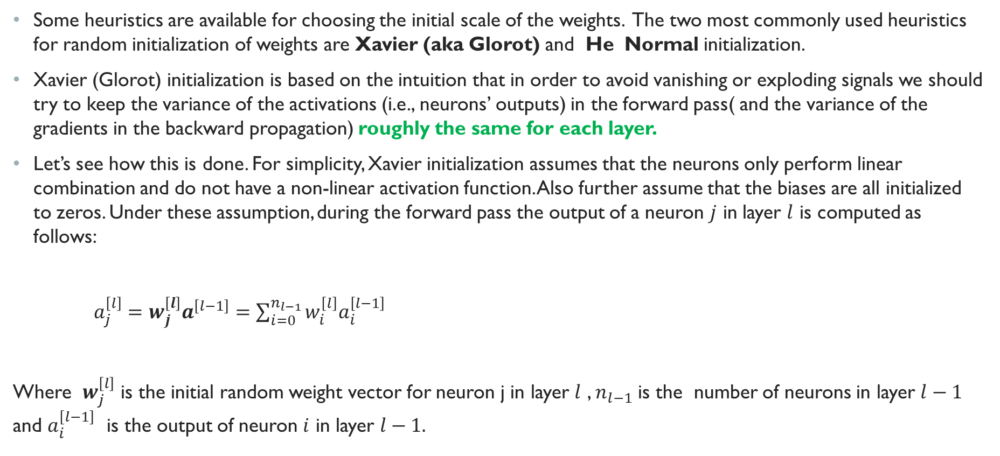 • Some heuristics are available for choosing the initial scale of the weights. The two most commonly used heuristics
for random initialization of weights are Xavier (aka Glorot) and He Normal initialization.
• Xavier (Glorot) initialization is based on the intuition that in order to avoid vanishing or exploding signals we should
try to keep the variance of the activations (i.e., neurons’ outputs) in the forward pass( and the variance of the
gradients in the backward propagation) roughly the same for each layer.
• Let’s see how this is done. For simplicity, Xavier initialization assumes that the neurons only perform linear
combination and do not have a non-linear activation function. Also further assume that the biases are all initialized
to zeros. Under these assumption, during the forward pass the output of a neuron j in layer l is computed as
follows:
a_j^{[l]} = w_j^{[l]} a^{[l−1]} = ∑_{i=0}^{n_{l−1}} w_i^{[l]} a_i^{[l−1]}
Where w_j^{[l]} is the initial random weight vector for neuron j in layer l , n_{l−1} is the number of neurons in layer l − 1
and a_i^{[l−1]} is the output of neuron i in layer l − 1.